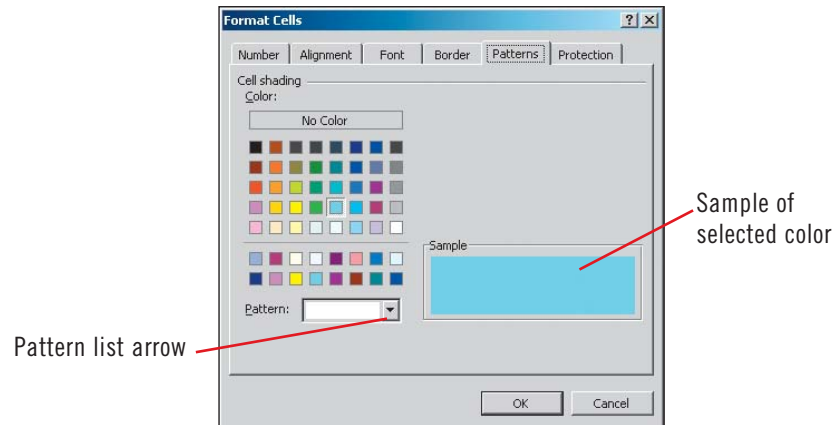 Format Cells
Number Alignment Font Border Patterns Protection
Cell shading
Color:
No Color
Sample
Sample of
selected color
Pattern:
Pattern list arrow
OK Cancel